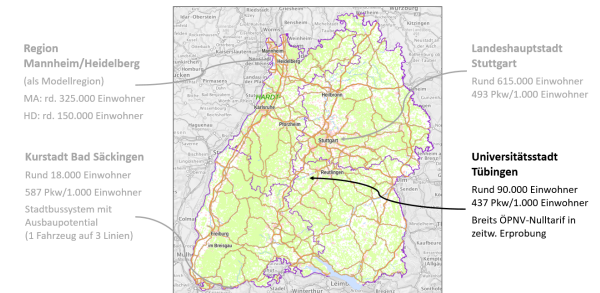 Region
Mannheim/Heidelberg
(als Modellregion)
MA: rd. 325.000 Einwohner
HD: rd. 150.000 Einwohner
Kurstadt Bad Säckingen
Rund 18.000 Einwohner
587 Pkw/1.000 Einwohner
Stadtbussystem mit
Ausbaupotential
(1 Fahrzeug auf 3 Linien)
Würzburg
Worms
Mannheim
Heidelberg
HARDT
Karlsruhe
Pforzheim
Heilbronn
Stuttgart
Reutlingen
Freiburg
im Breisgau
Winterthur
Landeshauptstadt
Stuttgart
Rund 615.000 Einwohner
493 Pkw/1.000 Einwohner
Universitätsstadt
Tübingen
Rund 90.000 Einwohner
437 Pkw/1.000 Einwohner
Breits ÖPNV-Nulltarif in
zeitw. Erprobung